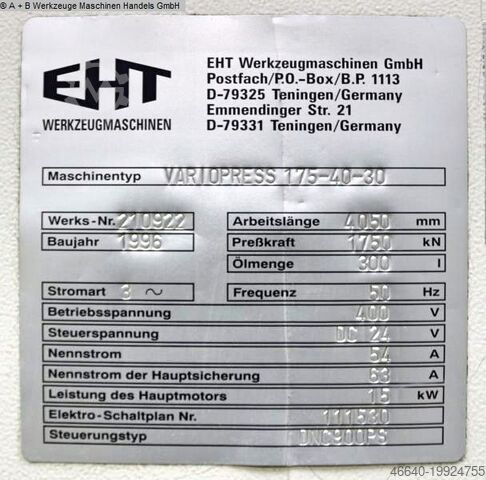 © A + B Werkzeuge Maschinen Handels GmbH
EHT
WERKZEUGMASCHINEN
EHT Werkzeugmaschinen GmbH
Postfach/P.O.-Box/B.P. 1113
D-79325 Teningen/Germany
Emmendinger Str. 21
D-79331 Teningen/Germany
Maschinentyp VARIOPRESS 175-40-30
Werks-Nr. 210922 Arbeitslänge 4050 mm
Baujahr 1996 Preßkraft 1750 kN
Ölmenge 300 l
Stromart 3 ~ Frequenz 50 Hz
Betriebsspannung 400 V
Steuerspannung DC 24 V
Nennstrom 54 A
Nennstrom der Hauptsicherung 63 A
Leistung des Hauptmotors 15 kW
Elektro-Schaltplan Nr. 111530
Steuerungstyp DNC900PS
46640-19924755